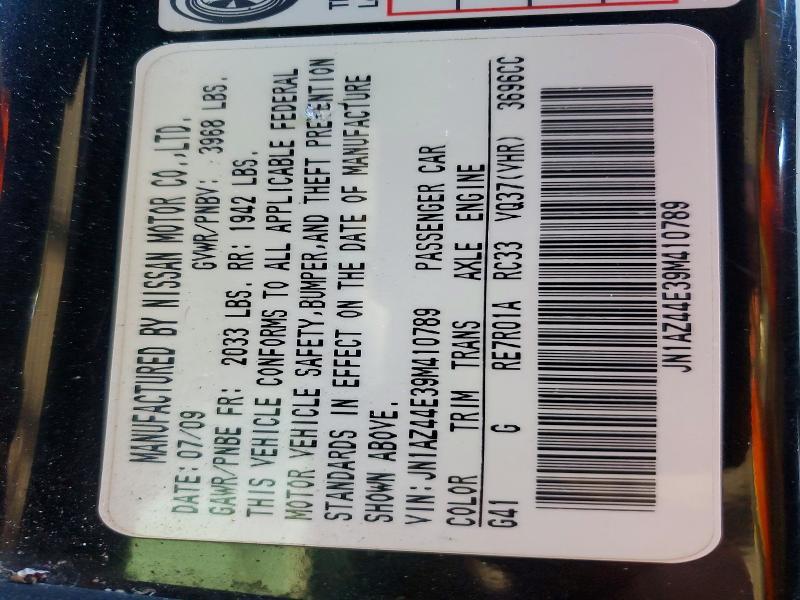 MANUFACTURED BY NISSAN MOTOR CO.,LTD.
DATE: 07/09 GVWR/PNBV: 3968 LBS.
GAWR/PNBE FR: 2033 LBS. RR: 1942 LBS.
THIS VEHICLE CONFORMS TO ALL APPLICABLE FEDERAL
MOTOR VEHICLE SAFETY,BUMPER,AND THEFT PREVENTION
STANDARDS IN EFFECT ON THE DATE OF MANUFACTURE
SHOWN ABOVE.
VIN: JN1AZ44E39M410789 PASSENGER CAR
COLOR TRIM TRANS AXLE ENGINE
G41 G RE7R01A RC33 VQ37(VHR) 3696CC
JN1AZ44E39M410789